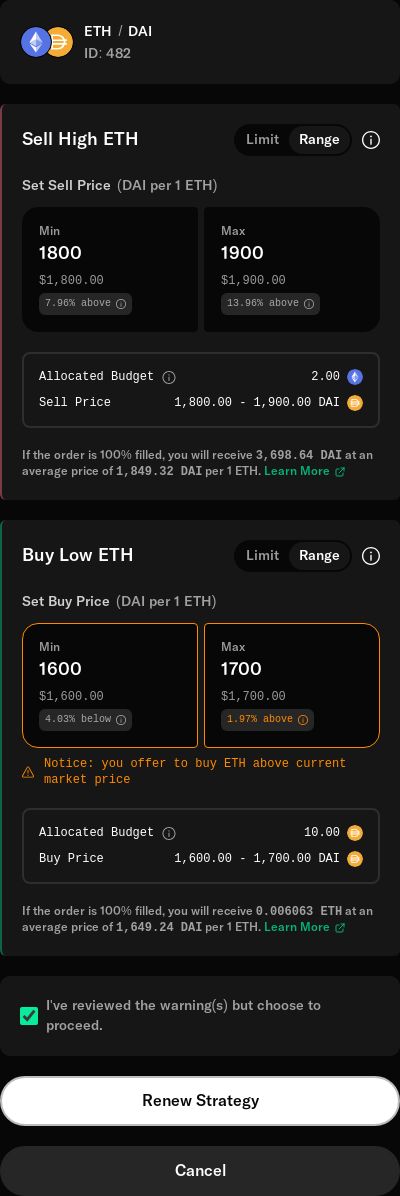 ETH / DAI
ID: 482
Sell High ETH
Limit Range
Set Sell Price (DAI per 1 ETH)
Min Max
1800 1900
$1,800.00 $1,900.00
7.96% above 13.96% above
Allocated Budget 2.00
Sell Price 1,800.00 - 1,900.00 DAI
If the order is 100% filled, you will receive 3,698.64 DAI at an
average price of 1,849.32 DAI per 1 ETH. Learn More
Buy Low ETH
Limit Range
Set Buy Price (DAI per 1 ETH)
Min Max
1600 1700
$1,600.00 $1,700.00
4.03% below 1.97% above
Notice: you offer to buy ETH above current
market price
Allocated Budget 10.00
Buy Price 1,600.00 - 1,700.00 DAI
If the order is 100% filled, you will receive 0.006063 ETH at an
average price of 1,649.24 DAI per 1 ETH. Learn More
I've reviewed the warning(s) but choose to
proceed.
Renew Strategy
Cancel